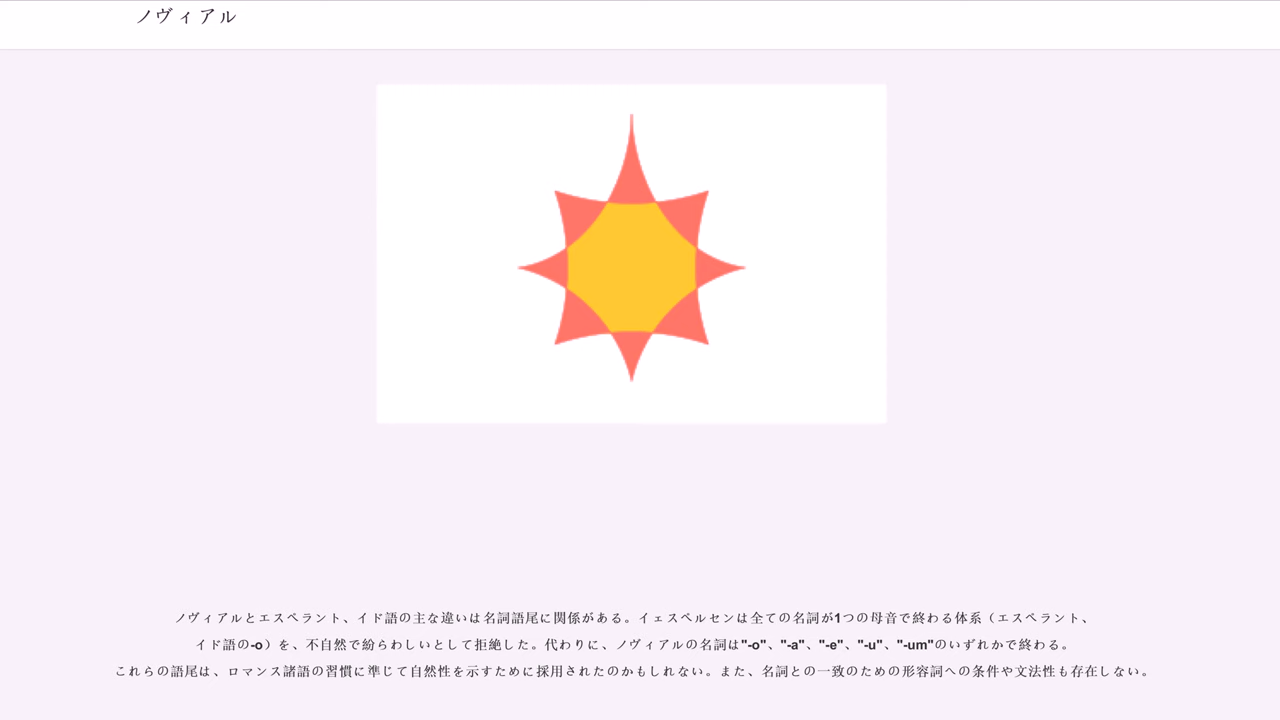 ノヴィアル
ノヴィアルとエスペラント、イド語の主な違いは名詞語尾に関係がある。イェスペルセンは全ての名詞が1つの母音で終わる体系（エスペラント、
イド語の-o）を、不自然で紛らわしいとして拒絶した。代わりに、ノヴィアルの名詞は"-o"、"-a"、"-e"、"-u"、"-um"のいずれかで終わる。
これらの語尾は、ロマンス諸語の習慣に準じて自然性を示すために採用されたのかもしれない。また、名詞との一致のための形容詞への条件や文法性も存在しない。